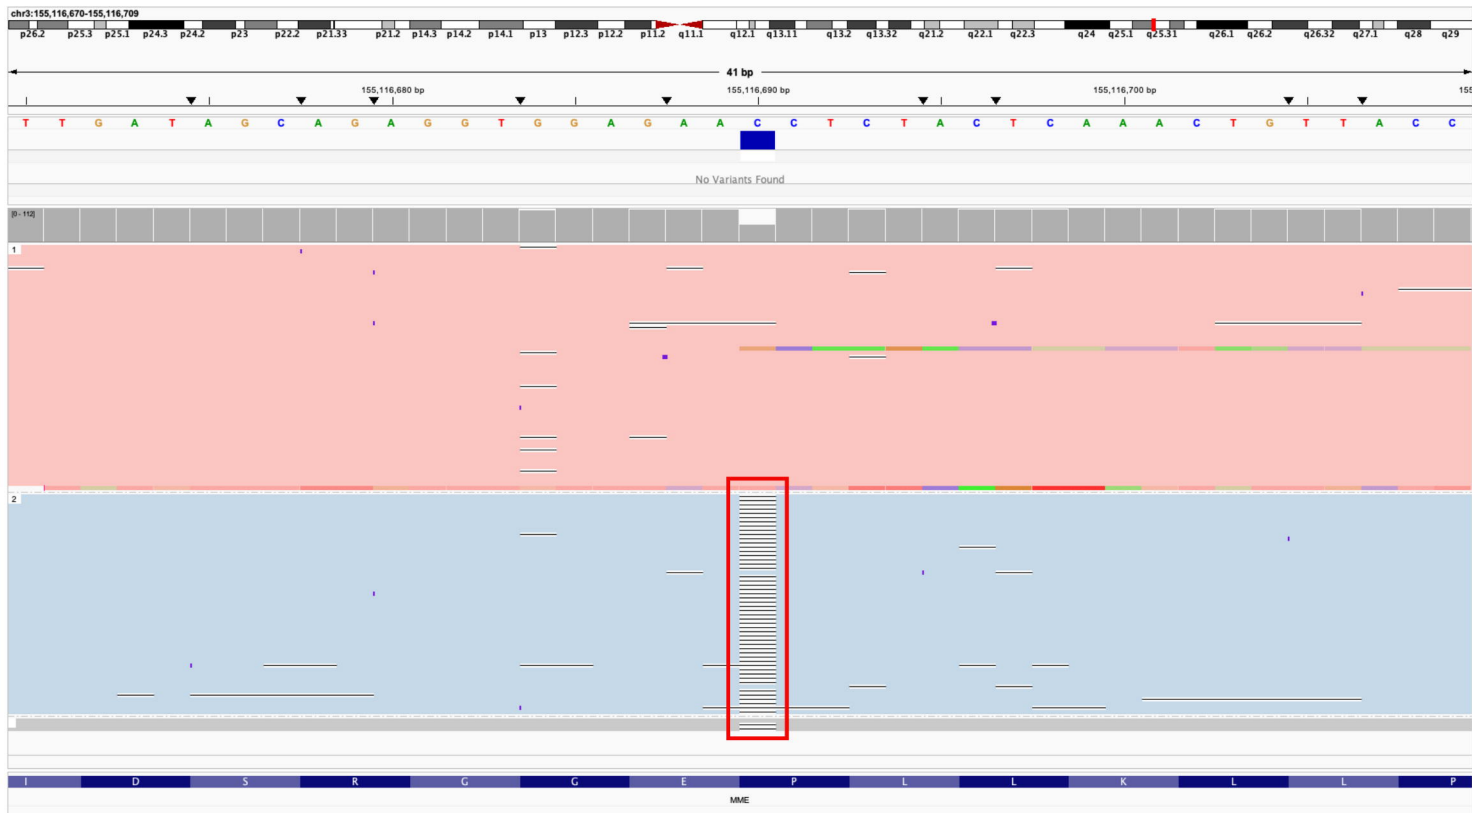 chr3:155,116,670-155,116,709
p26.2 p25.3 p25.1 p24.3 p24.2 p23 p22.2 p21.33 p21.2 p14.3 p14.2 p14.1 p13 p12.3 p12.2 p11.2 q11.1 q12.1 q13.11 q13.2 q13.32 q21.2 q22.1 q22.3 q24 q25.1 q25.31 q26.1 q26.2 q26.32 q27.1 q28 q29
41 bp
155,116,680 bp 155,116,690 bp 155,116,700 bp 155
T T G A T A G C A G A G G T G G A G A A C C T C T A C T C A A A C T G T T A C C
No Variants Found
[0 - 112]
1
2
I D S R G G E P L L K L L P
MME